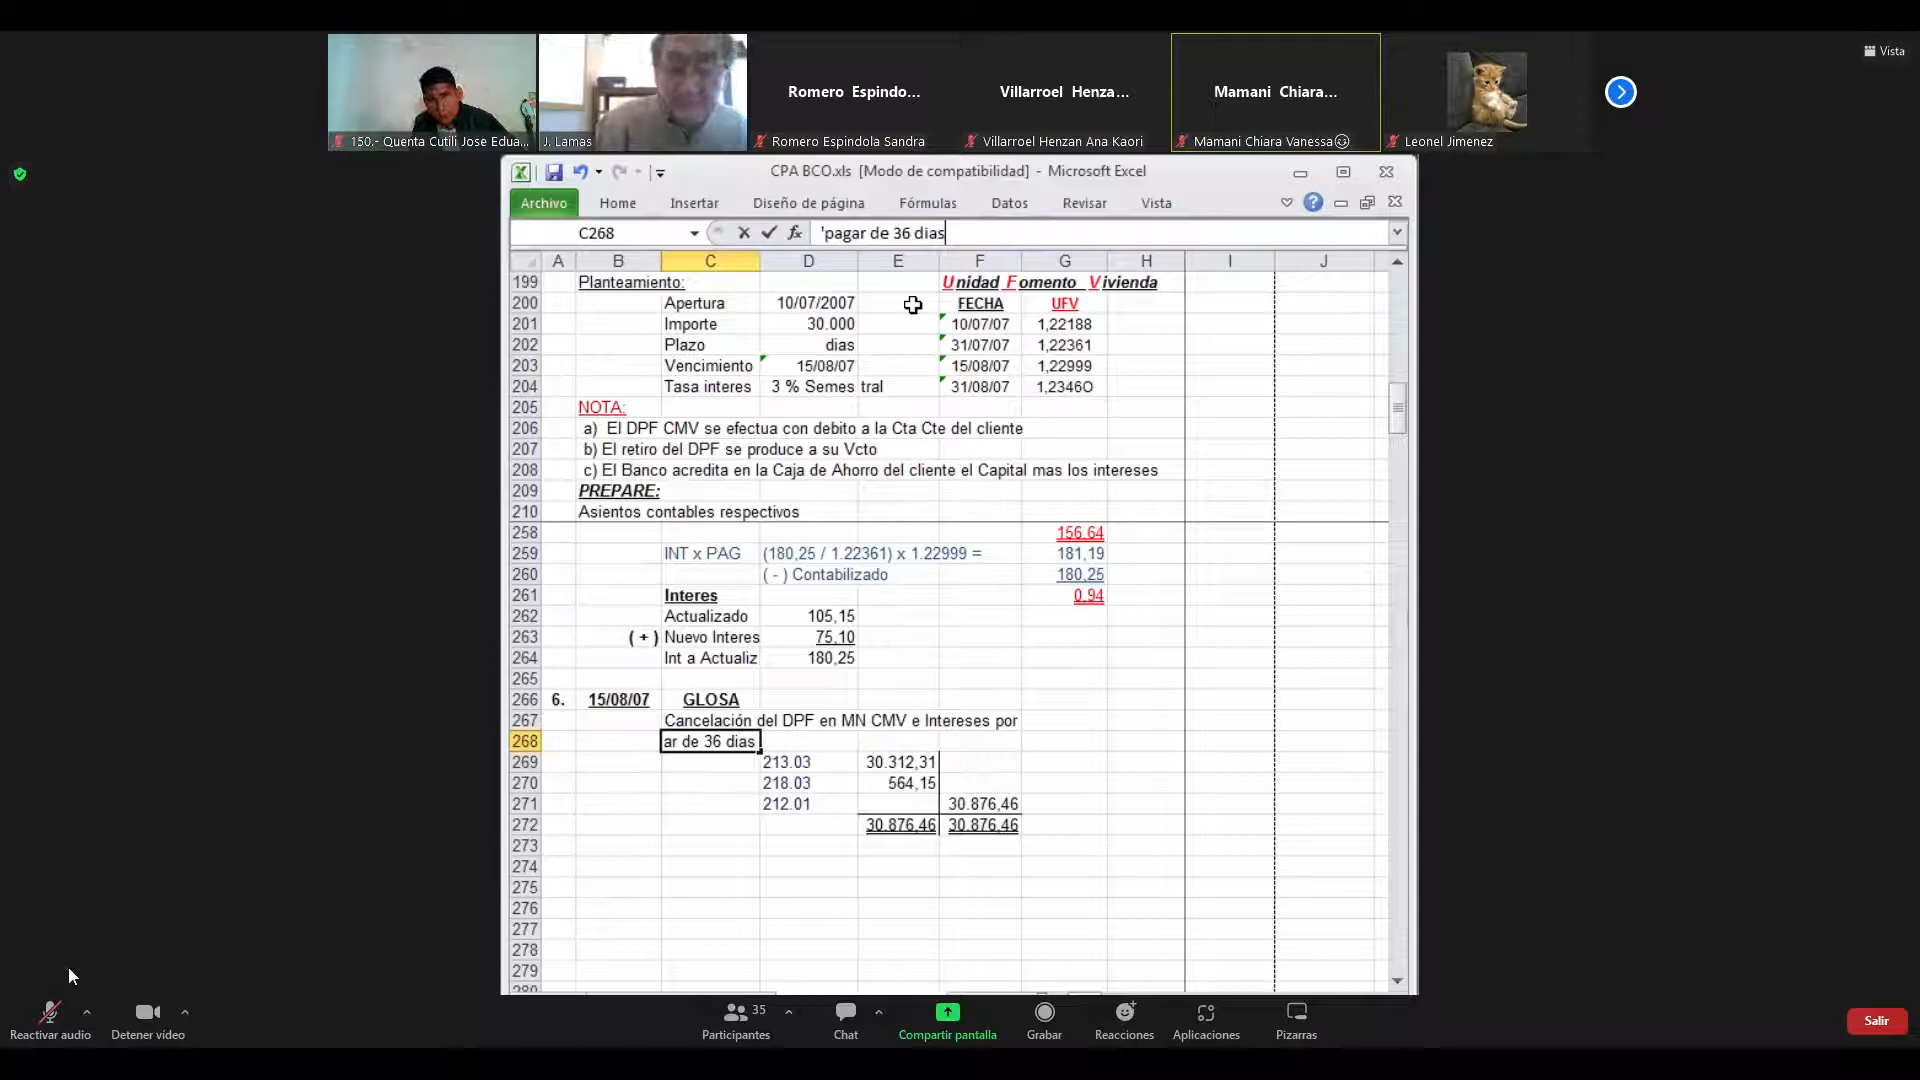 Vista
Romero Espindo...
Villarroel Henza...
Mamani Chiara...
150.- Quenta Cutili Jose Edua...
J. Lamas
Romero Espindola Sandra
Villarroel Henzan Ana Kaori
Mamani Chiara Vanessa☺
Leonel Jimenez
CPA BCO.xls [Modo de compatibilidad] - Microsoft Excel
Archivo Home Insertar Diseño de página Fórmulas Datos Revisar Vista
C268 fx 'pagar de 36 dias
A B C D E F G H I J
199 Planteamiento: Unidad Fomento Vivienda
200 Apertura 10/07/2007 FECHA UFV
201 Importe 30.000 10/07/07 1,22188
202 Plazo dias 31/07/07 1,22361
203 Vencimiento 15/08/07 15/08/07 1,22999
204 Tasa interes 3 % Semes tral 31/08/07 1,2346O
205 NOTA:
206 a) El DPF CMV se efectua con debito a la Cta Cte del cliente
207 b) El retiro del DPF se produce a su Vcto
208 c) El Banco acredita en la Caja de Ahorro del cliente el Capital mas los intereses
209 PREPARE:
210 Asientos contables respectivos
258 156,64
259 INT x PAG (180,25 / 1.22361) x 1.22999 = 181,19
260 ( - ) Contabilizado 180,25
261 Interes 0,94
262 Actualizado 105,15
263 ( + ) Nuevo Interes 75,10
264 Int a Actualiz 180,25
265
266 6. 15/08/07 GLOSA
267 Cancelación del DPF en MN CMV e Intereses por
268 ar de 36 dias
269 213.03 30.312,31
270 218.03 564,15
271 212.01 30.876,46
272 30.876,46 30.876,46
273
274
275
276
277
278
279
280
Reactivar audio
Detener vídeo
35
Participantes
Chat
Compartir pantalla
Grabar
Reacciones
Aplicaciones
Pizarras
Salir